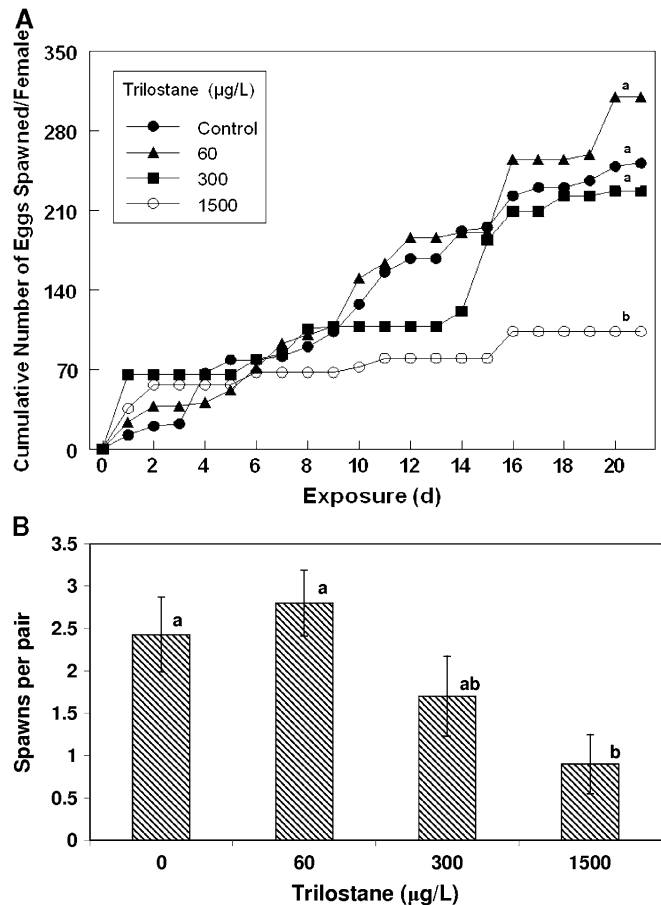 A
Cumulative Number of Eggs Spawned/Female
350
280
210
140
70
0
Trilostane (µg/L)
Control
60
300
1500
a
a
a
b
0 2 4 6 8 10 12 14 16 18 20
Exposure (d)
B
Spawns per pair
3.5
3
2.5
2
1.5
1
0.5
0
a
a
ab
b
0 60 300 1500
Trilostane (µg/L)